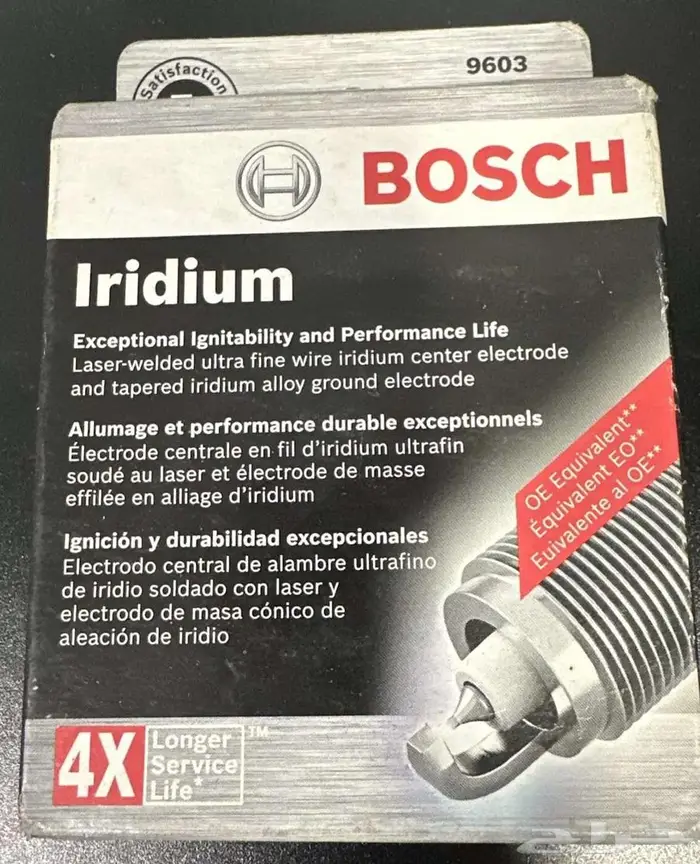 9603
Satisfaction
BOSCH
Iridium
Exceptional Ignitability and Performance Life
Laser-welded ultra fine wire iridium center electrode
and tapered iridium alloy ground electrode
Allumage et performance durable exceptionnels
Électrode centrale en fil d'iridium ultrafin
soudé au laser et électrode de masse
effilée en alliage d'iridium
Ignición y durabilidad excepcionales
Electrodo central de alambre ultrafino
de iridio soldado con laser y
electrodo de masa cónico de
aleación de iridio
OE Equivalent**
Équivalent EO**
Euivalente al OE**
4X
Longer
Service
Life*
TM